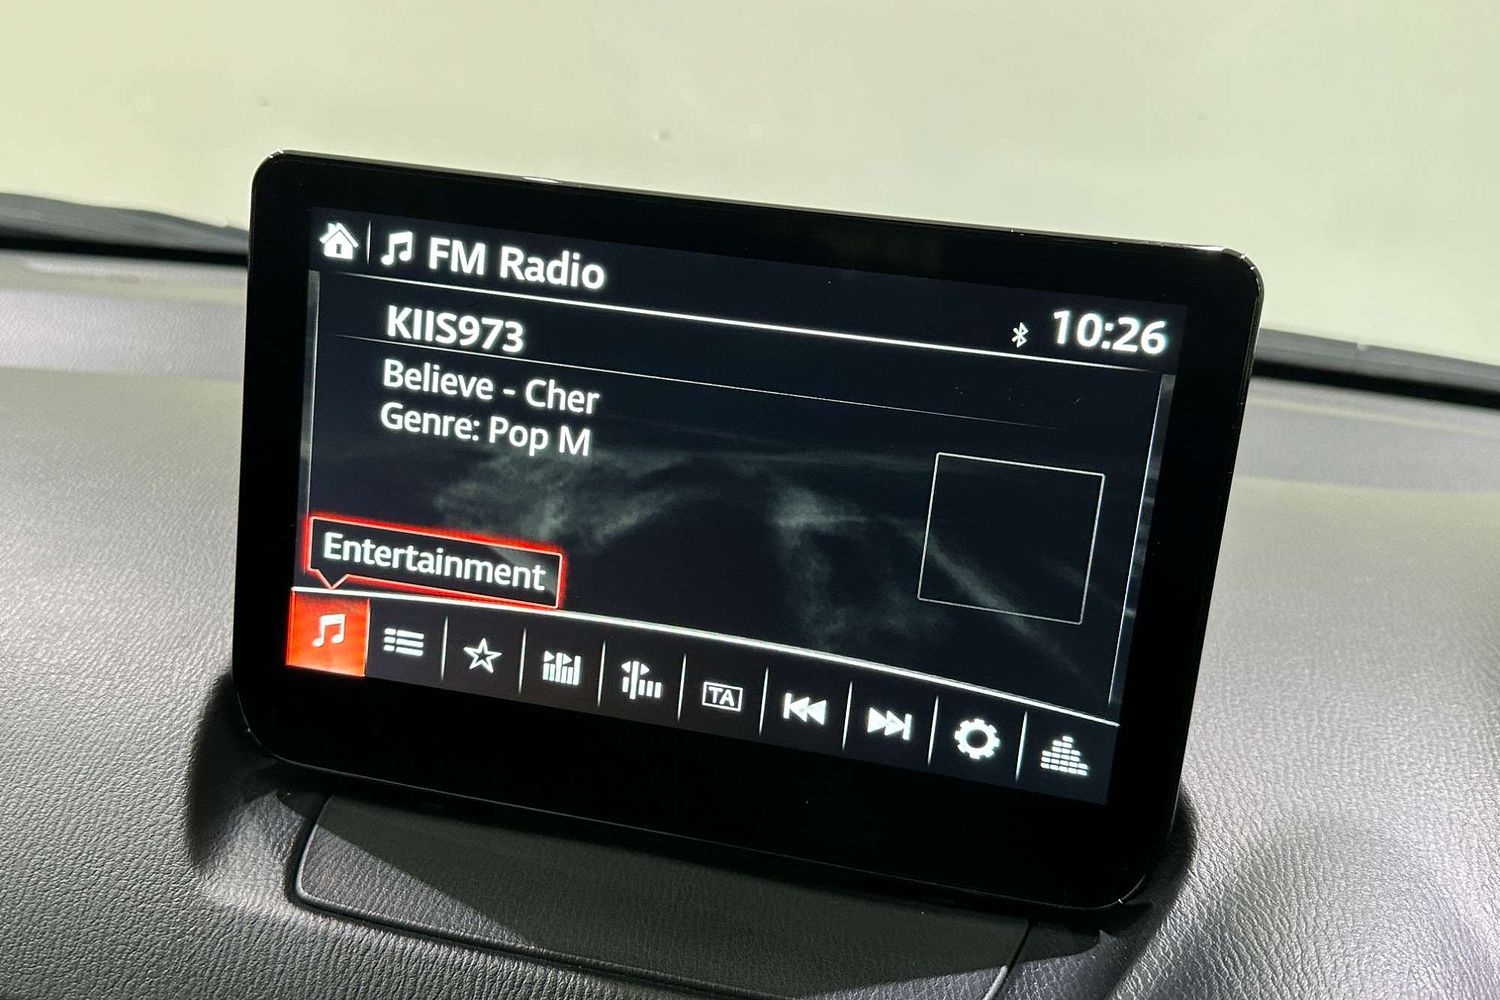 FM Radio
10:26
KIIS973
Believe - Cher
Genre: Pop M
Entertainment
TA